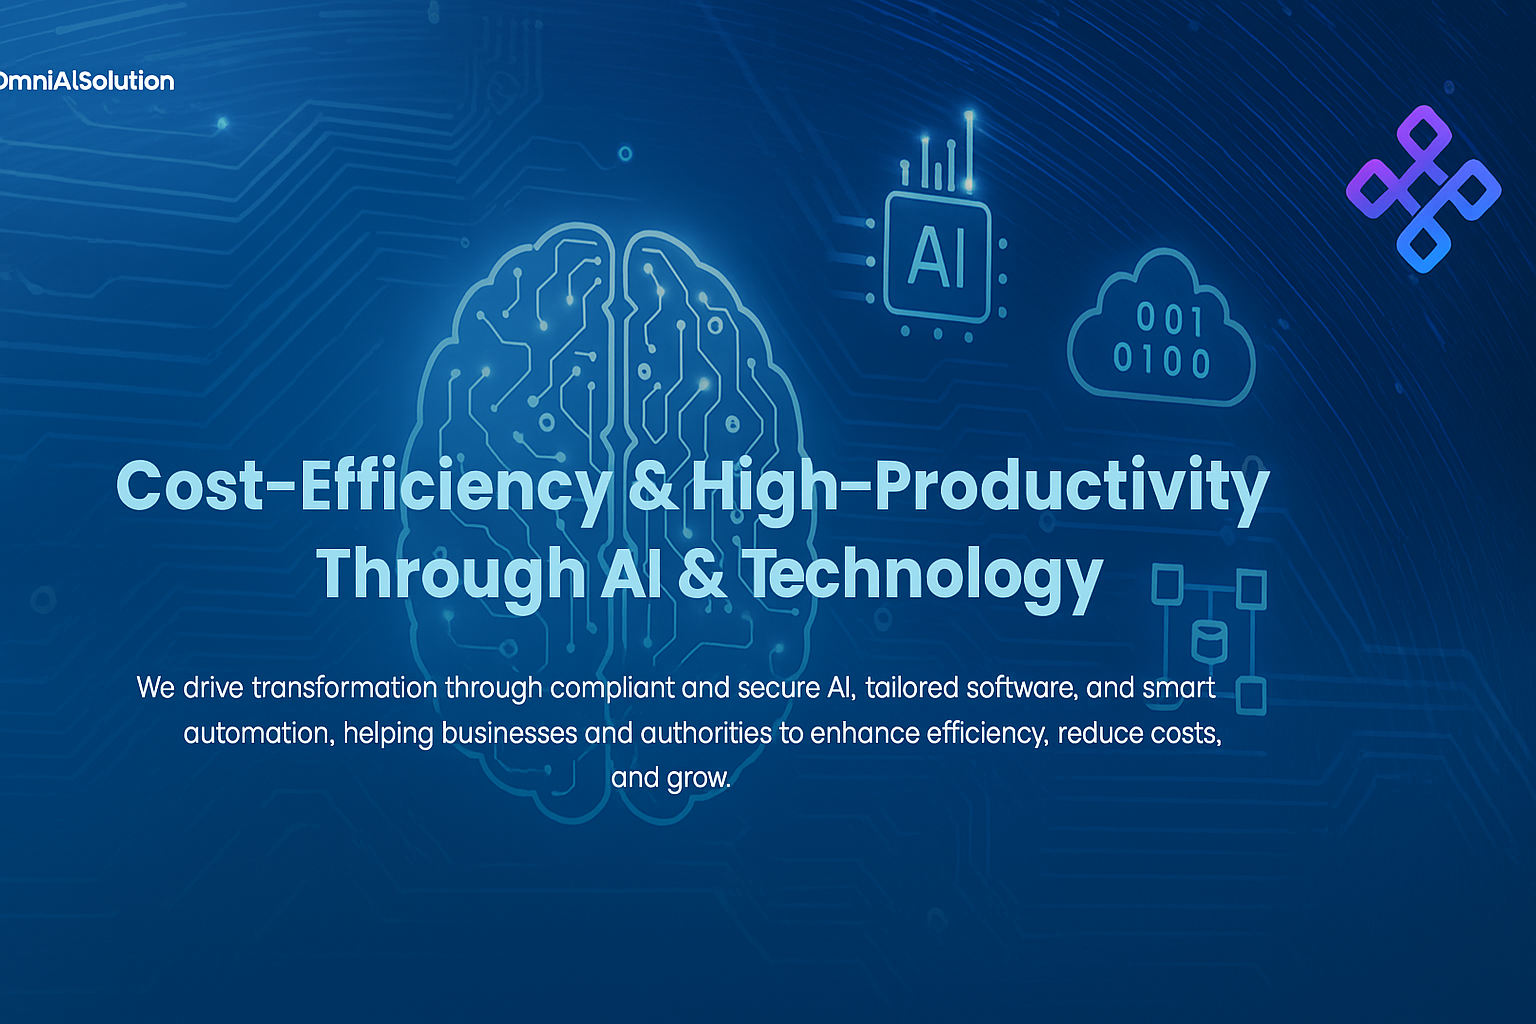 OmniAlSolution
AI
001
0100
Cost-Efficiency & High-Productivity
Through AI & Technology
We drive transformation through compliant and secure AI, tailored software, and smart
automation, helping businesses and authorities to enhance efficiency, reduce costs,
and grow.